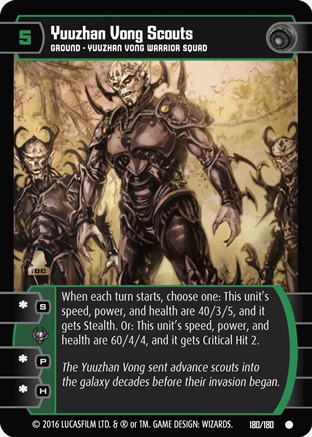 5 Yuuzhan Vong Scouts
GROUND • YUUZHAN VONG WARRIOR SQUAD
When each turn starts, choose one: This unit's
* S
speed, power, and health are 40/3/5, and it
gets Stealth. Or: This unit's speed, power, and
health are 60/4/4, and it gets Critical Hit 2.
* P
The Yuuzhan Vong sent advance scouts into
* H
the galaxy decades before their invasion began.
© 2016 LUCASFILM LTD. & ® or TM. GAME DESIGN: WIZARDS. 180/180